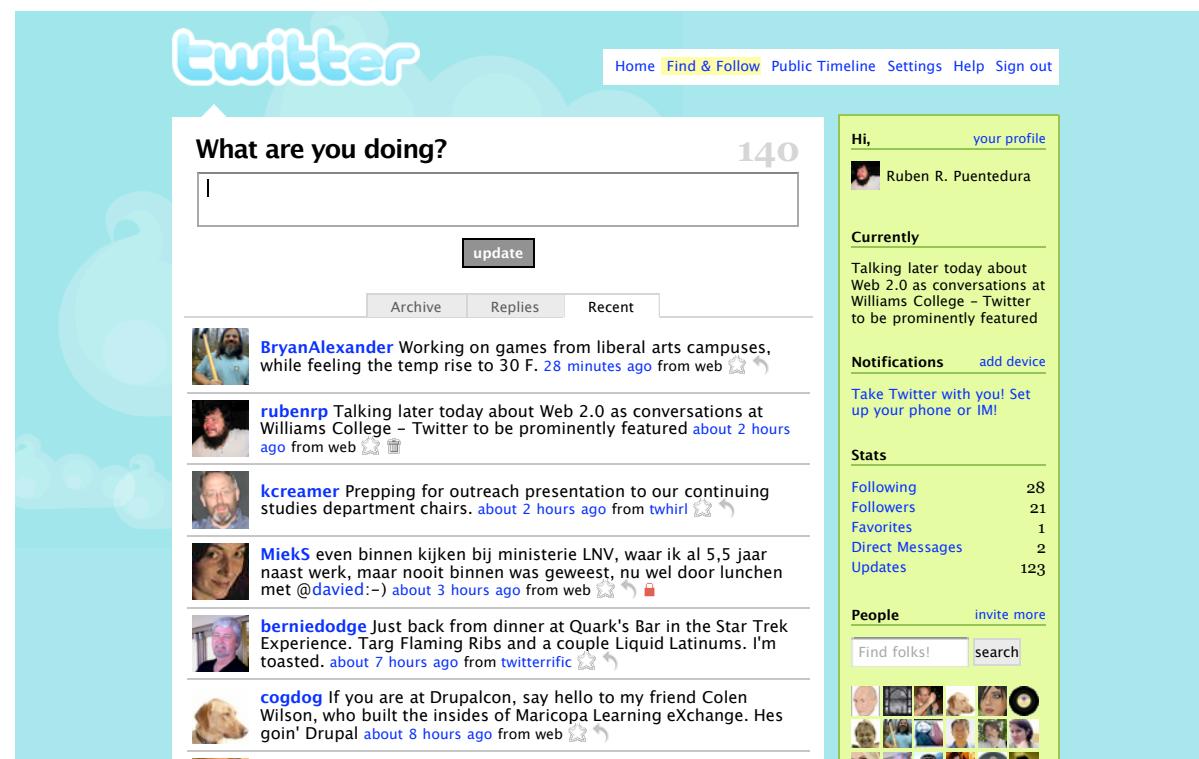 twitter
Home Find & Follow Public Timeline Settings Help Sign out
What are you doing?
140
update
Archive Replies Recent
BryanAlexander Working on games from liberal arts campuses,
while feeling the temp rise to 30 F. 28 minutes ago from web
rubenrp Talking later today about Web 2.0 as conversations at
Williams College – Twitter to be prominently featured about 2 hours
ago from web
kcreamer Prepping for outreach presentation to our continuing
studies department chairs. about 2 hours ago from twhirl
MiekS even binnen kijken bij ministerie LNV, waar ik al 5,5 jaar
naast werk, maar nooit binnen was geweest, nu wel door lunchen
met @davied:-) about 3 hours ago from web
berniedodge Just back from dinner at Quark's Bar in the Star Trek
Experience. Targ Flaming Ribs and a couple Liquid Latinums. I'm
toasted. about 7 hours ago from twitterrific
cogdog If you are at Drupalcon, say hello to my friend Colen
Wilson, who built the insides of Maricopa Learning eXchange. Hes
goin' Drupal about 8 hours ago from web
Hi, your profile
Ruben R. Puentedura
Currently
Talking later today about
Web 2.0 as conversations at
Williams College – Twitter
to be prominently featured
Notifications add device
Take Twitter with you! Set
up your phone or IM!
Stats
Following 28
Followers 21
Favorites 1
Direct Messages 2
Updates 123
People invite more
Find folks! search